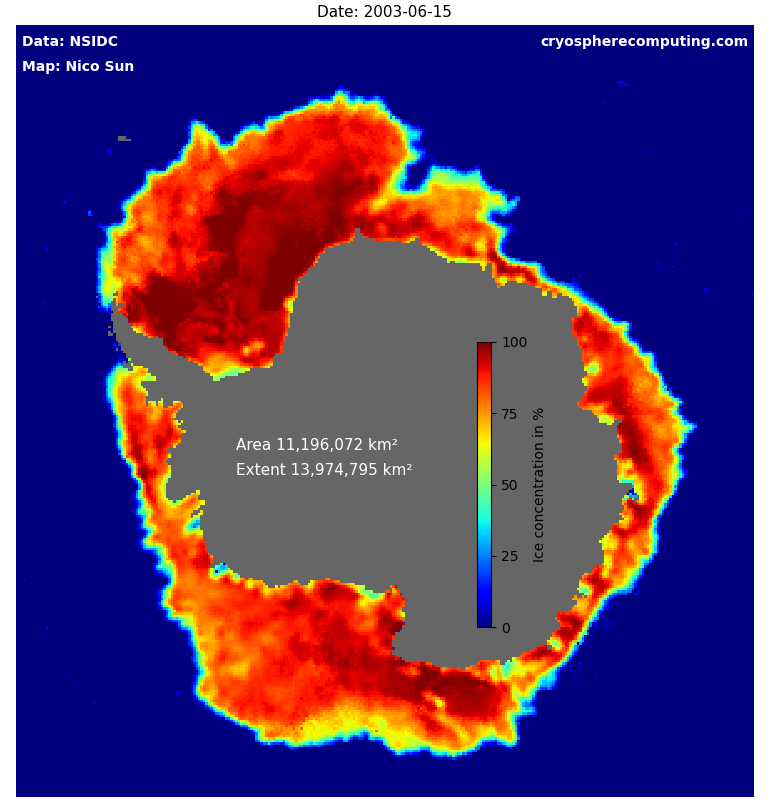 Date: 2003-06-15
Data: NSIDC
cryospherecomputing.com
Map: Nico Sun
100
75
50
25
0
Ice concentration in %
Area 11,196,072 km²
Extent 13,974,795 km²